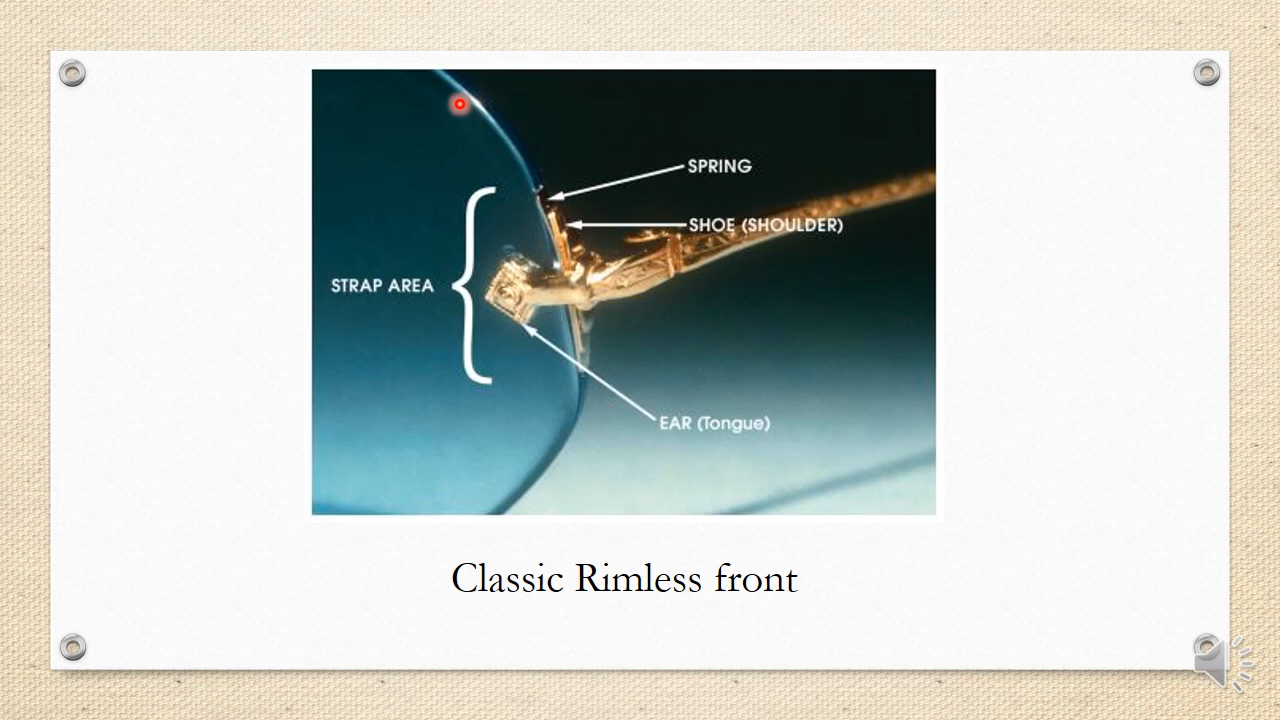 SPRING
SHOE (SHOULDER)
STRAP AREA
EAR (Tongue)
Classic Rimless front